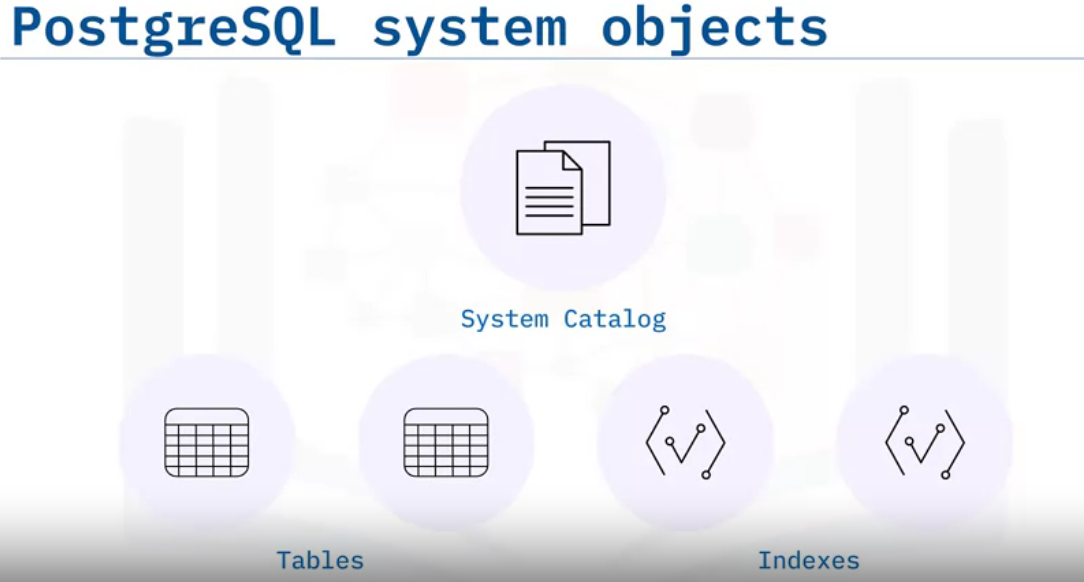 PostgreSQL system objects
System Catalog
Tables
Indexes